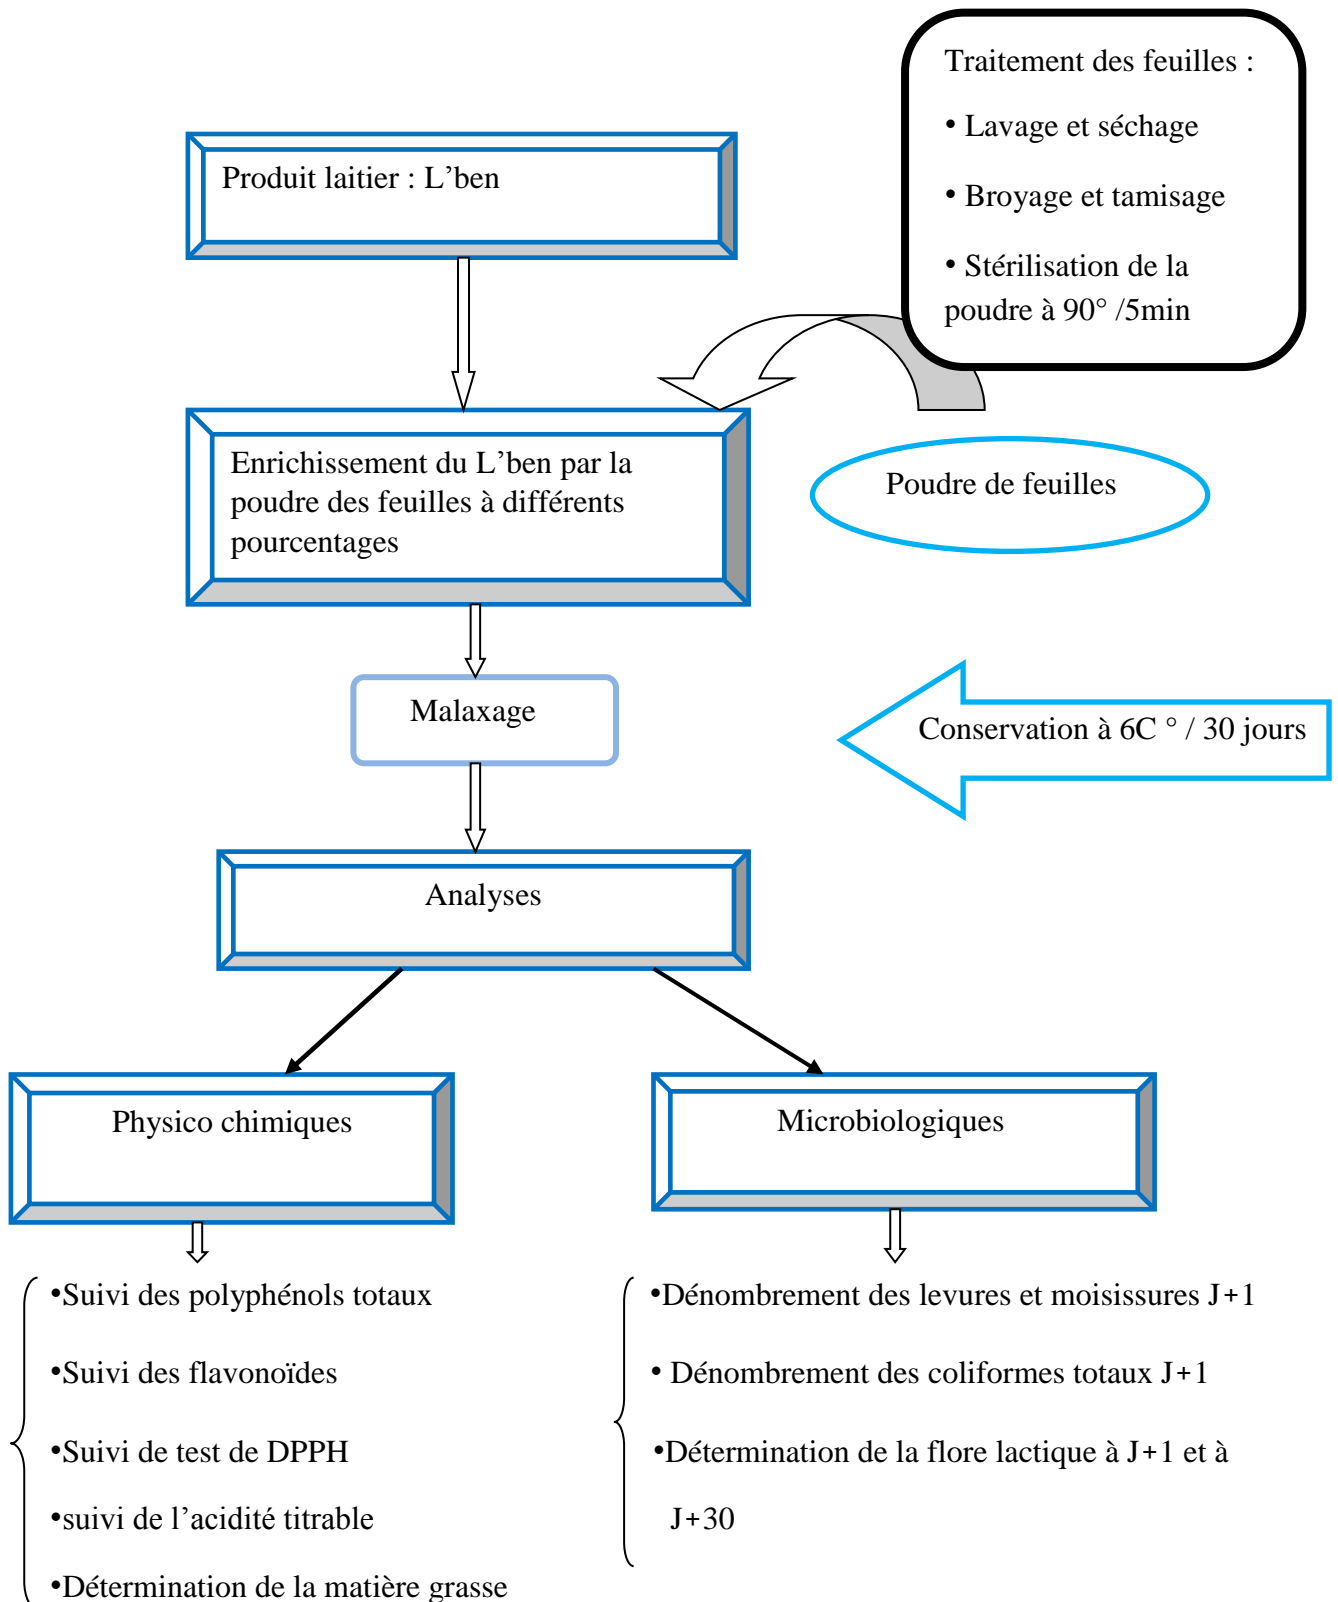 Traitement des feuilles :
• Lavage et séchage
• Broyage et tamisage
• Stérilisation de la
poudre à 90° /5min
Produit laitier : L’ben
Enrichissement du L’ben par la
poudre des feuilles à différents
pourcentages
Poudre de feuilles
Malaxage
Conservation à 6C ° / 30 jours
Analyses
Physico chimiques
Microbiologiques
•Suivi des polyphénols totaux
•Suivi des flavonoïdes
•Suivi de test de DPPH
•suivi de l’acidité titrable
•Détermination de la matière grasse
•Dénombrement des levures et moisissures J+1
• Dénombrement des coliformes totaux J+1
•Détermination de la flore lactique à J+1 et à
J+30